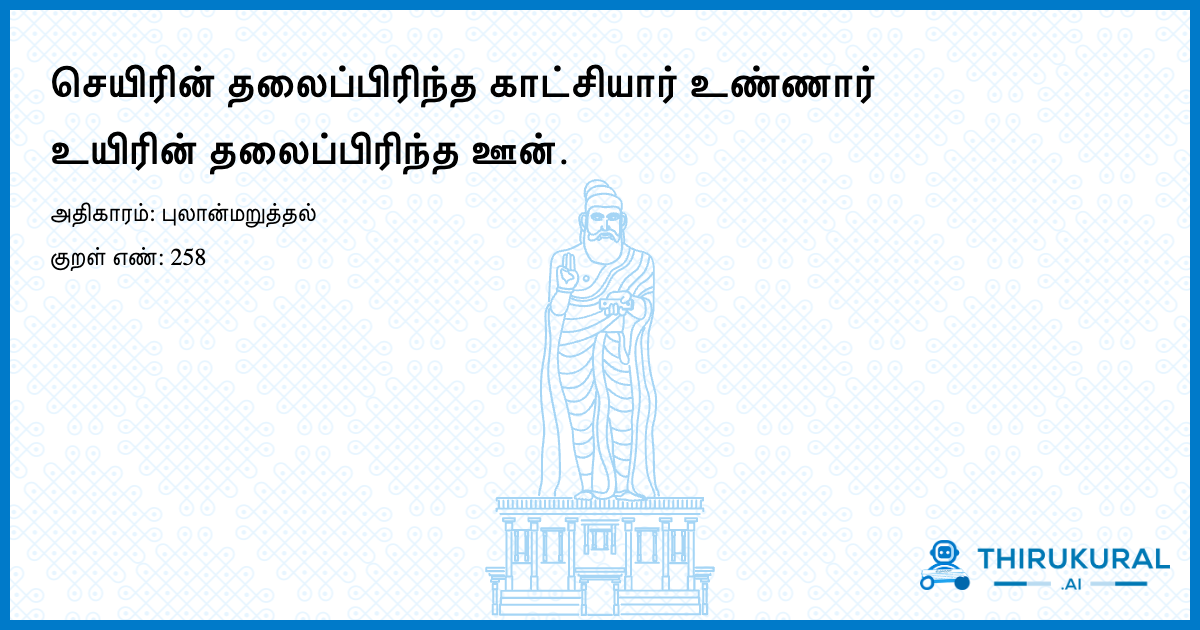 செயிரின் தலைப்பிரிந்த காட்சியார் உண்ணார்
உயிரின் தலைப்பிரிந்த ஊன்.
அதிகாரம்: புலான்மறுத்தல்
குறள் எண்: 258
THIRUKURAL
.AI